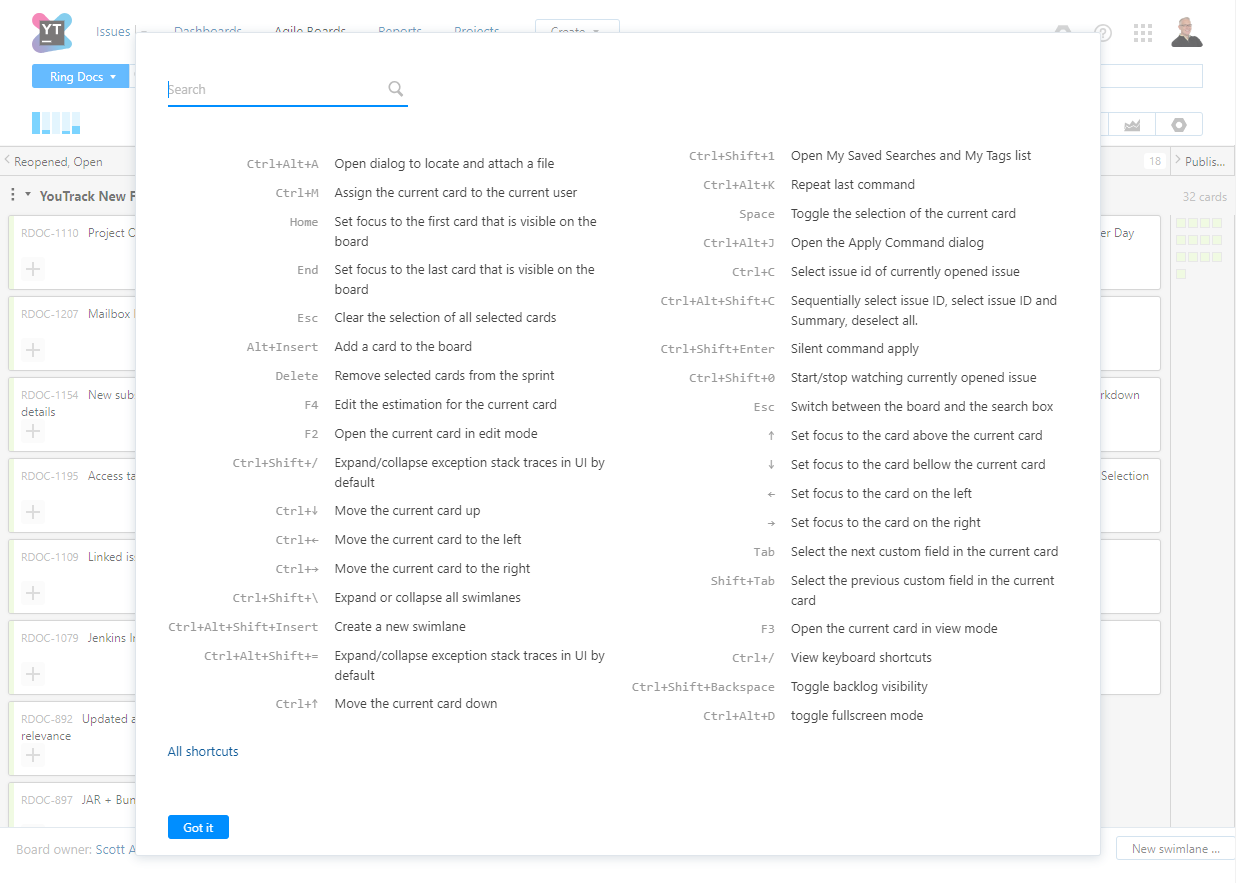 YT
Issues
Dashboards
Agile Boards
Reports
Projects
Create
Ring Docs
Search
Reopened, Open
18
Publis...
YouTrack New F
32 cards
RDOC-1110 Project C
er Day
RDOC-1207 Mailbox
RDOC-1154 New sub
details
rkdown
RDOC-1195 Access ta
Selection
RDOC-1109 Linked is
RDOC-1079 Jenkins I
RDOC-892 Updated a
relevance
RDOC-897 JAR + Bun
Ctrl+Alt+A Open dialog to locate and attach a file
Ctrl+M Assign the current card to the current user
Home Set focus to the first card that is visible on the
board
End Set focus to the last card that is visible on the
board
Esc Clear the selection of all selected cards
Alt+Insert Add a card to the board
Delete Remove selected cards from the sprint
F4 Edit the estimation for the current card
F2 Open the current card in edit mode
Ctrl+Shift+/ Expand/collapse exception stack traces in UI by
default
Ctrl+↓ Move the current card up
Ctrl+← Move the current card to the left
Ctrl+→ Move the current card to the right
Ctrl+Shift+\ Expand or collapse all swimlanes
Ctrl+Alt+Shift+Insert Create a new swimlane
Ctrl+Alt+Shift+= Expand/collapse exception stack traces in UI by
default
Ctrl+↑ Move the current card down
Ctrl+Shift+1 Open My Saved Searches and My Tags list
Ctrl+Alt+K Repeat last command
Space Toggle the selection of the current card
Ctrl+Alt+J Open the Apply Command dialog
Ctrl+C Select issue id of currently opened issue
Ctrl+Alt+Shift+C Sequentially select issue ID, select issue ID and
Summary, deselect all.
Ctrl+Shift+Enter Silent command apply
Ctrl+Shift+0 Start/stop watching currently opened issue
Esc Switch between the board and the search box
↑ Set focus to the card above the current card
↓ Set focus to the card bellow the current card
← Set focus to the card on the left
→ Set focus to the card on the right
Tab Select the next custom field in the current card
Shift+Tab Select the previous custom field in the current
card
F3 Open the current card in view mode
Ctrl+/ View keyboard shortcuts
Ctrl+Shift+Backspace Toggle backlog visibility
Ctrl+Alt+D toggle fullscreen mode
All shortcuts
Got it
Board owner: Scott A
New swimlane ...